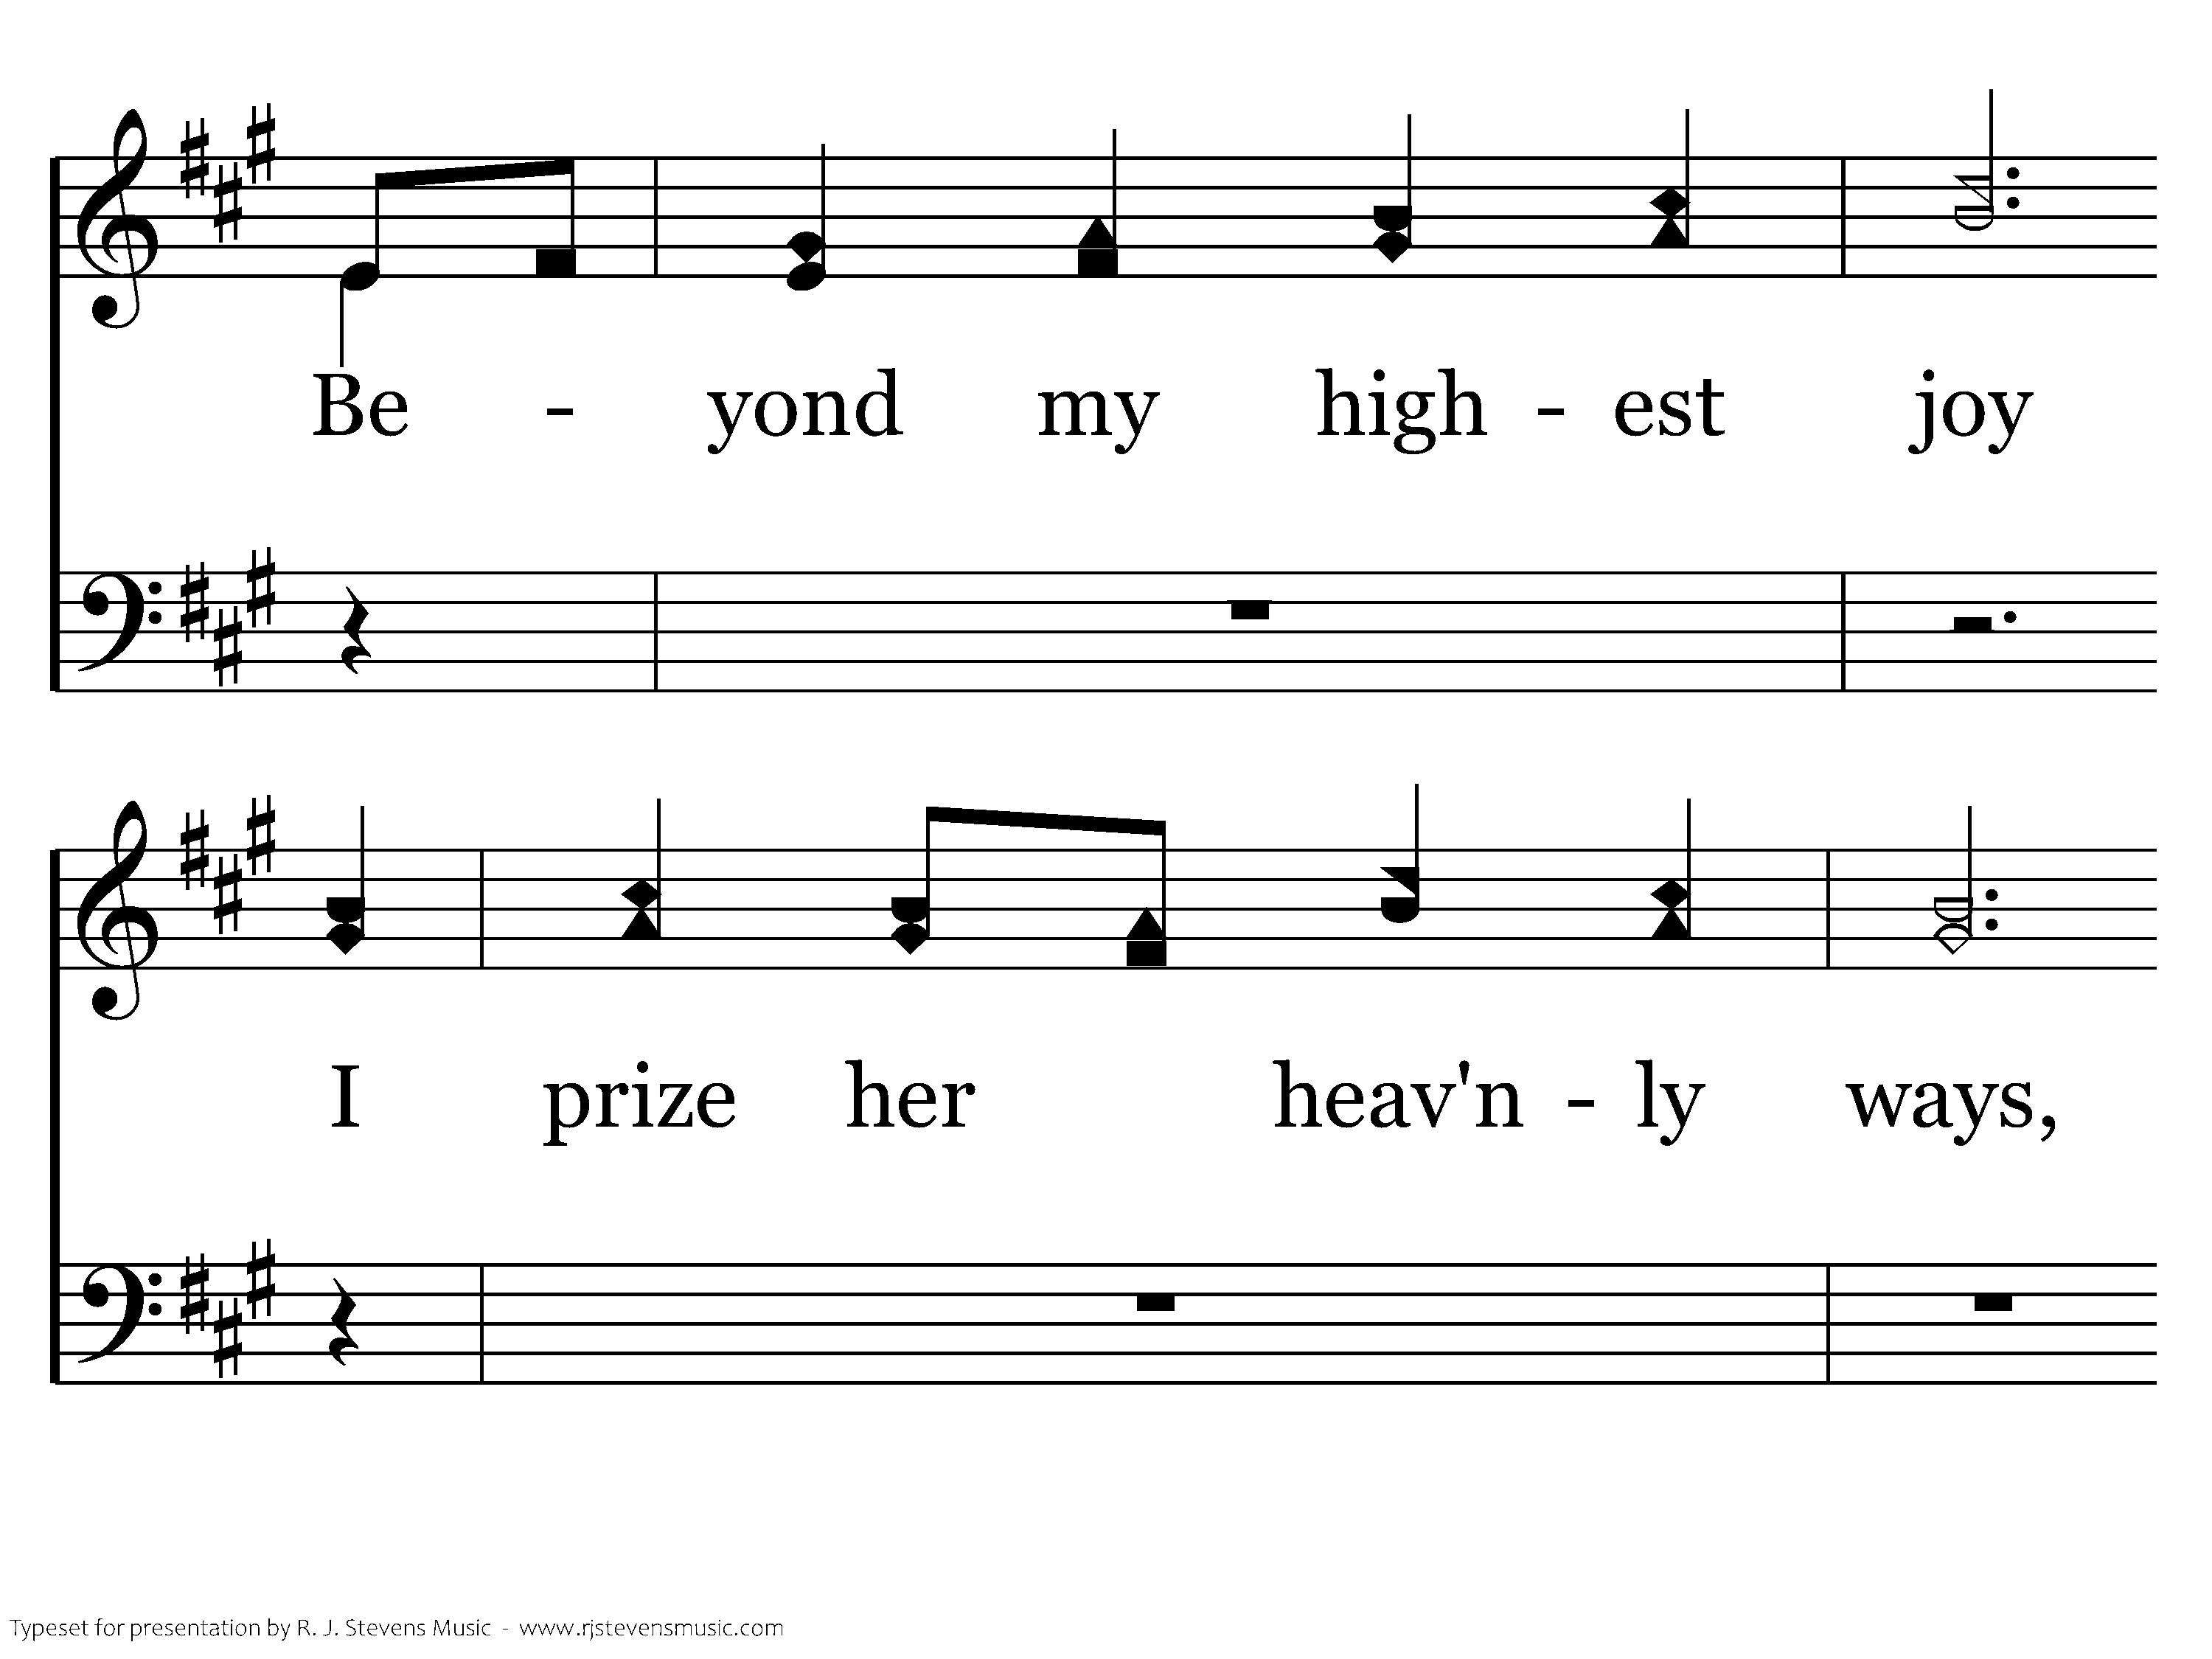 Be - yond my high - est joy
I prize her heav'n - ly ways,
Typeset for presentation by R. J. Stevens Music - www.rjstevensmusic.com